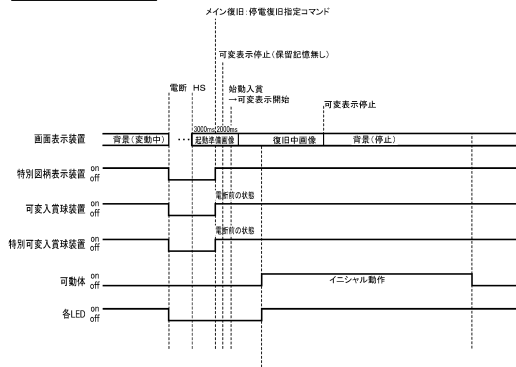 メイン復旧：停電復旧指定コマンド
可変表示停止（保留記憶無し）
電断 HS
始動入賞
→可変表示開始
可変表示停止
3000ms 2000ms
画面表示装置
背景（変動中）
･･･
起動準備画像
復旧中画像
背景（停止）
特別図柄表示装置
on
off
電断前の状態
可変入賞球装置
on
off
電断前の状態
特別可変入賞球装置
on
off
可動体
on
off
イニシャル動作
各LED
on
off